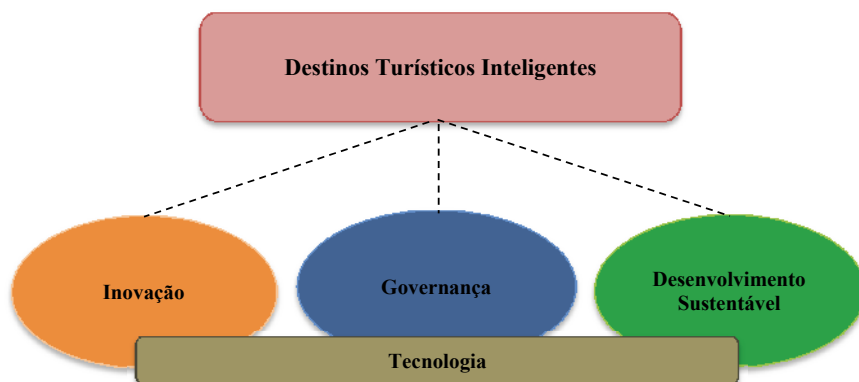 Destinos Turísticos Inteligentes
Inovação
Governança
Desenvolvimento
Sustentável
Tecnologia